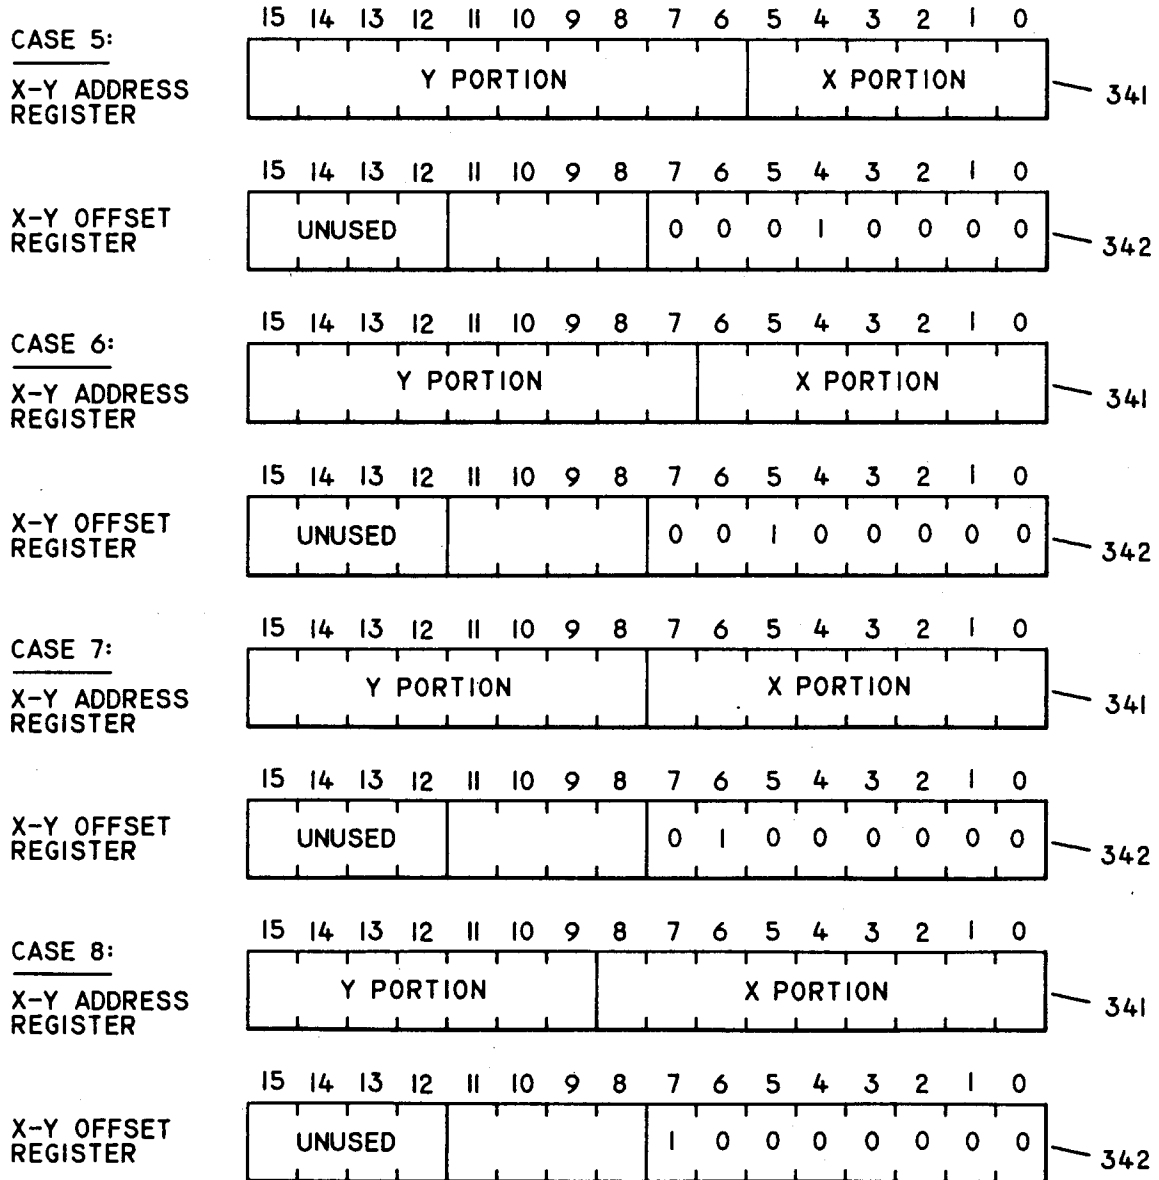 15 14 13 12 11 10 9 8 7 6 5 4 3 2 1 0
CASE 5:
X-Y ADDRESS
REGISTER
Y PORTION X PORTION
341
15 14 13 12 11 10 9 8 7 6 5 4 3 2 1 0
X-Y OFFSET
REGISTER
UNUSED 0 0 0 1 0 0 0 0
342
15 14 13 12 11 10 9 8 7 6 5 4 3 2 1 0
CASE 6:
X-Y ADDRESS
REGISTER
Y PORTION X PORTION
341
15 14 13 12 11 10 9 8 7 6 5 4 3 2 1 0
X-Y OFFSET
REGISTER
UNUSED 0 0 1 0 0 0 0 0
342
15 14 13 12 11 10 9 8 7 6 5 4 3 2 1 0
CASE 7:
X-Y ADDRESS
REGISTER
Y PORTION X PORTION
341
15 14 13 12 11 10 9 8 7 6 5 4 3 2 1 0
X-Y OFFSET
REGISTER
UNUSED 0 1 0 0 0 0 0 0
342
15 14 13 12 11 10 9 8 7 6 5 4 3 2 1 0
CASE 8:
X-Y ADDRESS
REGISTER
Y PORTION X PORTION
341
15 14 13 12 11 10 9 8 7 6 5 4 3 2 1 0
X-Y OFFSET
REGISTER
UNUSED 1 0 0 0 0 0 0 0
342